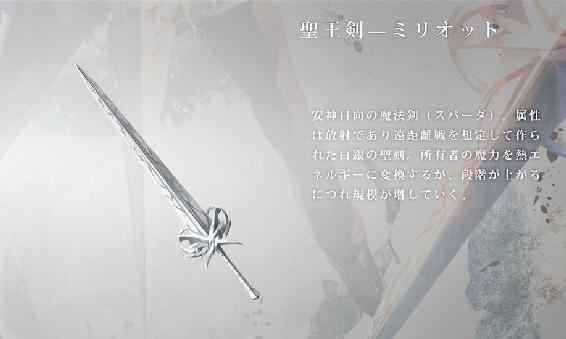 聖王剣―ミリオット
安神日向の魔法剣（スパーダ）、属性
は放射であり遠距離戦を想定して作ら
れた白銀の聖剣。所有者の魔力を熱エ
ネルギーに変換するが、段階が上がる
につれ規模が増していく。